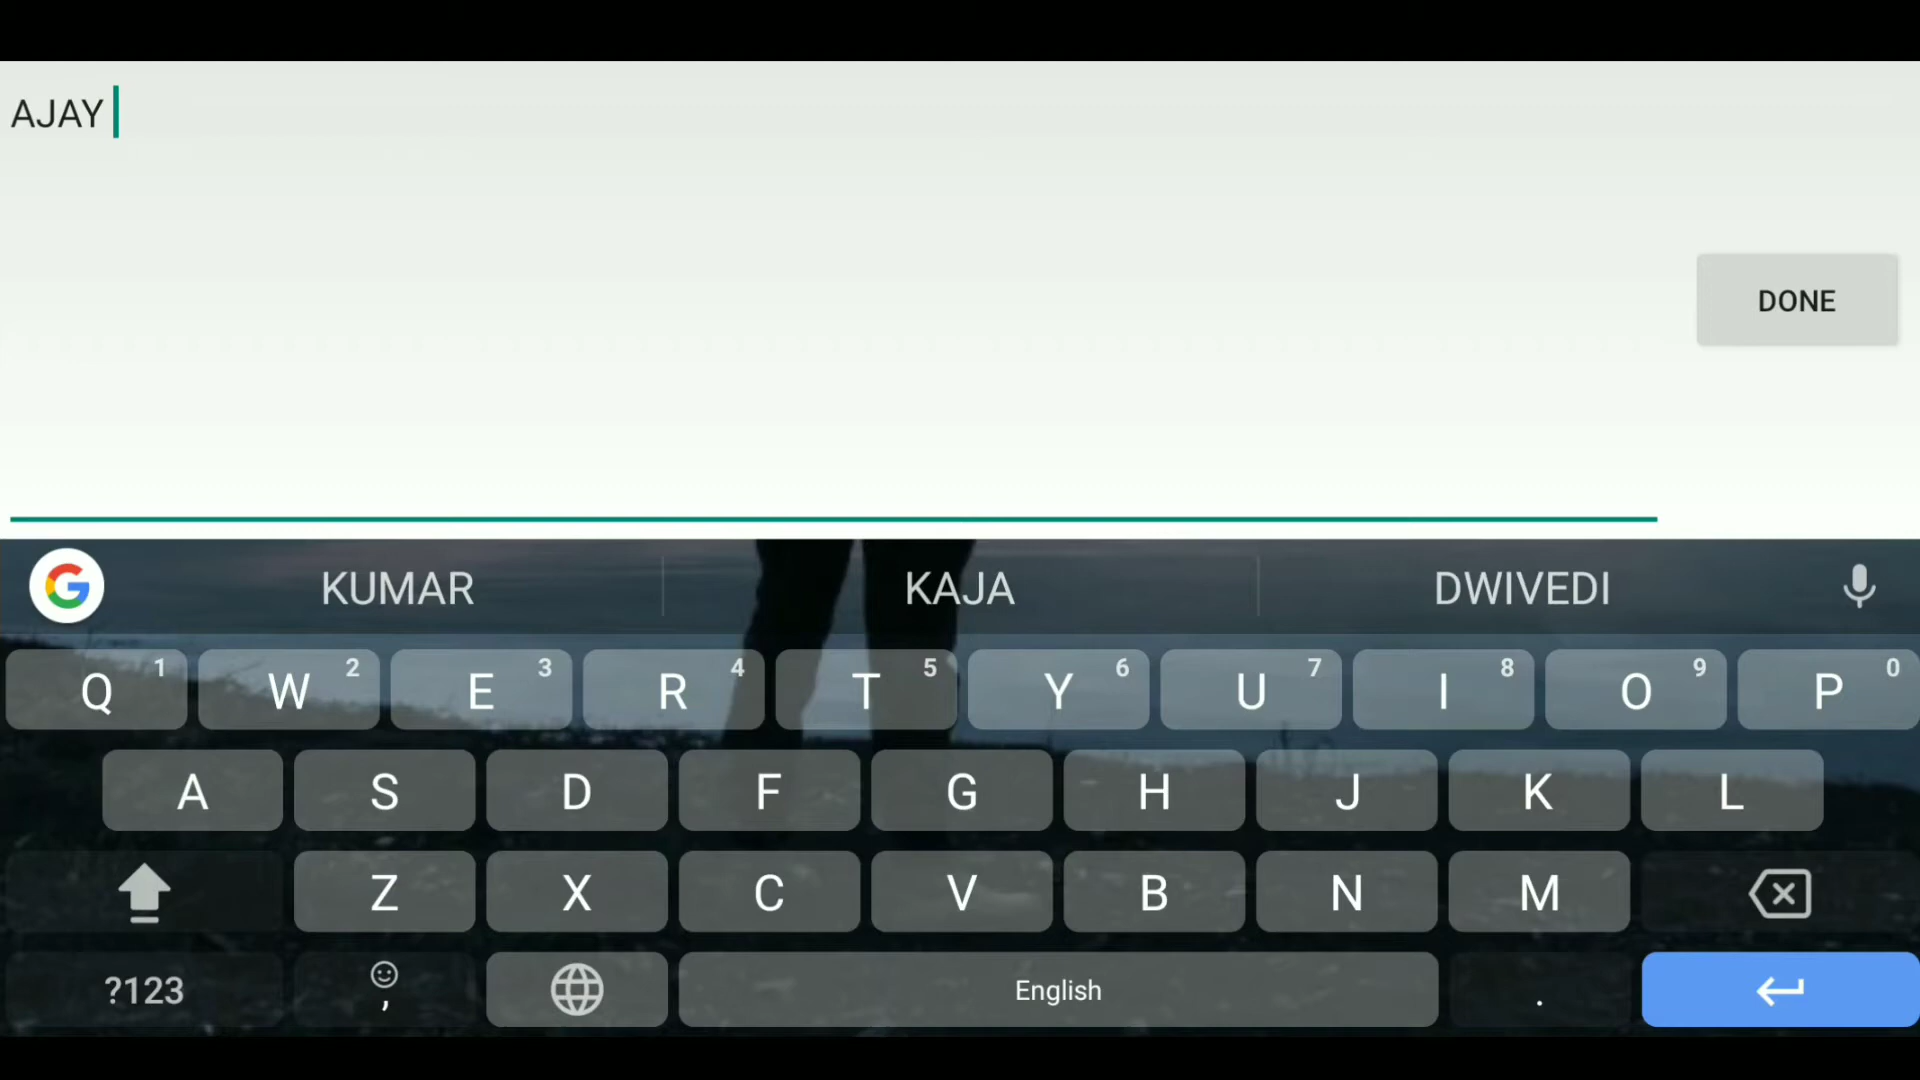 AJAY
DONE
KUMAR KAJA DWIVEDI
Q 1 W 2 E 3 R 4 T 5 Y 6 U 7 I 8 O 9 P 0
A S D F G H J K L
Z X C V B N M
?123 , English .